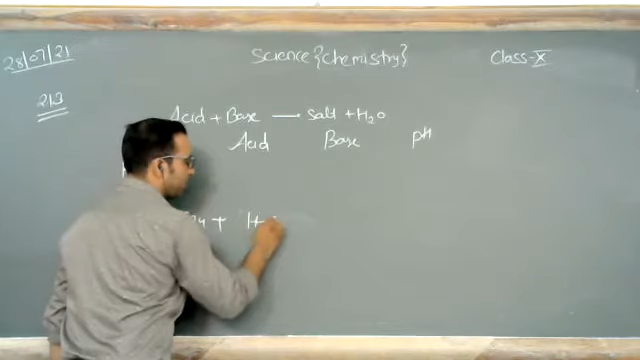 28/07/21 Science {chemistry} Class-X
213
Acid + Base → Salt + H₂O
Acid Base pH
+ H